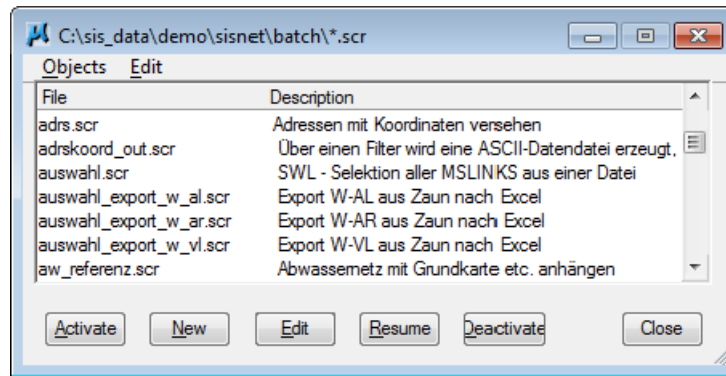 C:\sis_data\demo\sisnet\batch\*.scr
Objects Edit
File Description
adrs.scr Adressen mit Koordinaten versehen
adrskoord_out.scr Über einen Filter wird eine ASCII-Datendatei erzeugt,
auswahl.scr SWL - Selektion aller MSLINKS aus einer Datei
auswahl_export_w_al.scr Export W-AL aus Zaun nach Excel
auswahl_export_w_ar.scr Export W-AR aus Zaun nach Excel
auswahl_export_w_vl.scr Export W-VL aus Zaun nach Excel
aw_referenz.scr Abwassernetz mit Grundkarte etc. anhängen
Activate New Edit Resume Deactivate Close